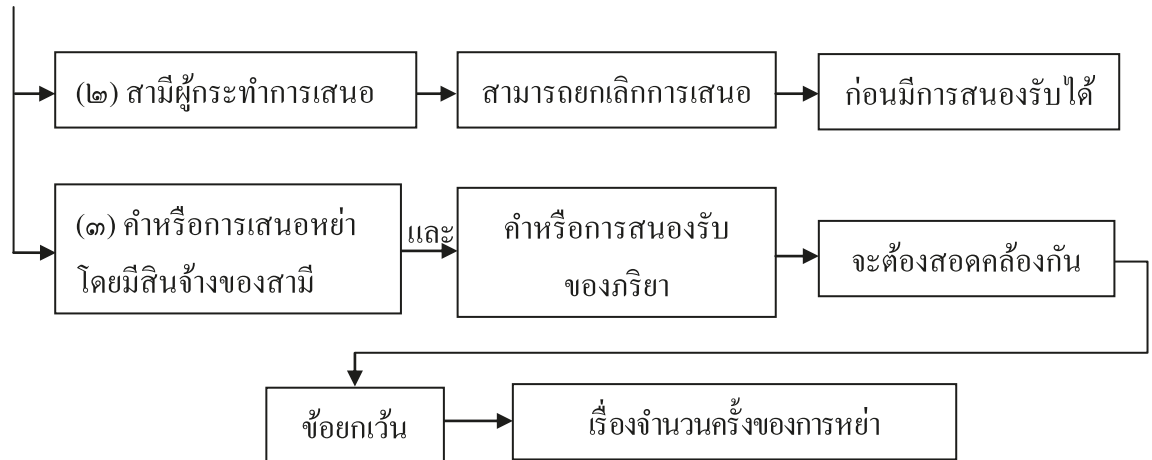 (๒) สามีผู้กระทำการเสนอ
สามารถยกเลิกการเสนอ
ก่อนมีการสนองรับได้
(๓) คำหรือการเสนอหย่า
โดยมีสินจ้างของสามี
และ
คำหรือการสนองรับ
ของภริยา
จะต้องสอดคล้องกัน
ข้อยกเว้น
เรื่องจำนวนครั้งของการหย่า